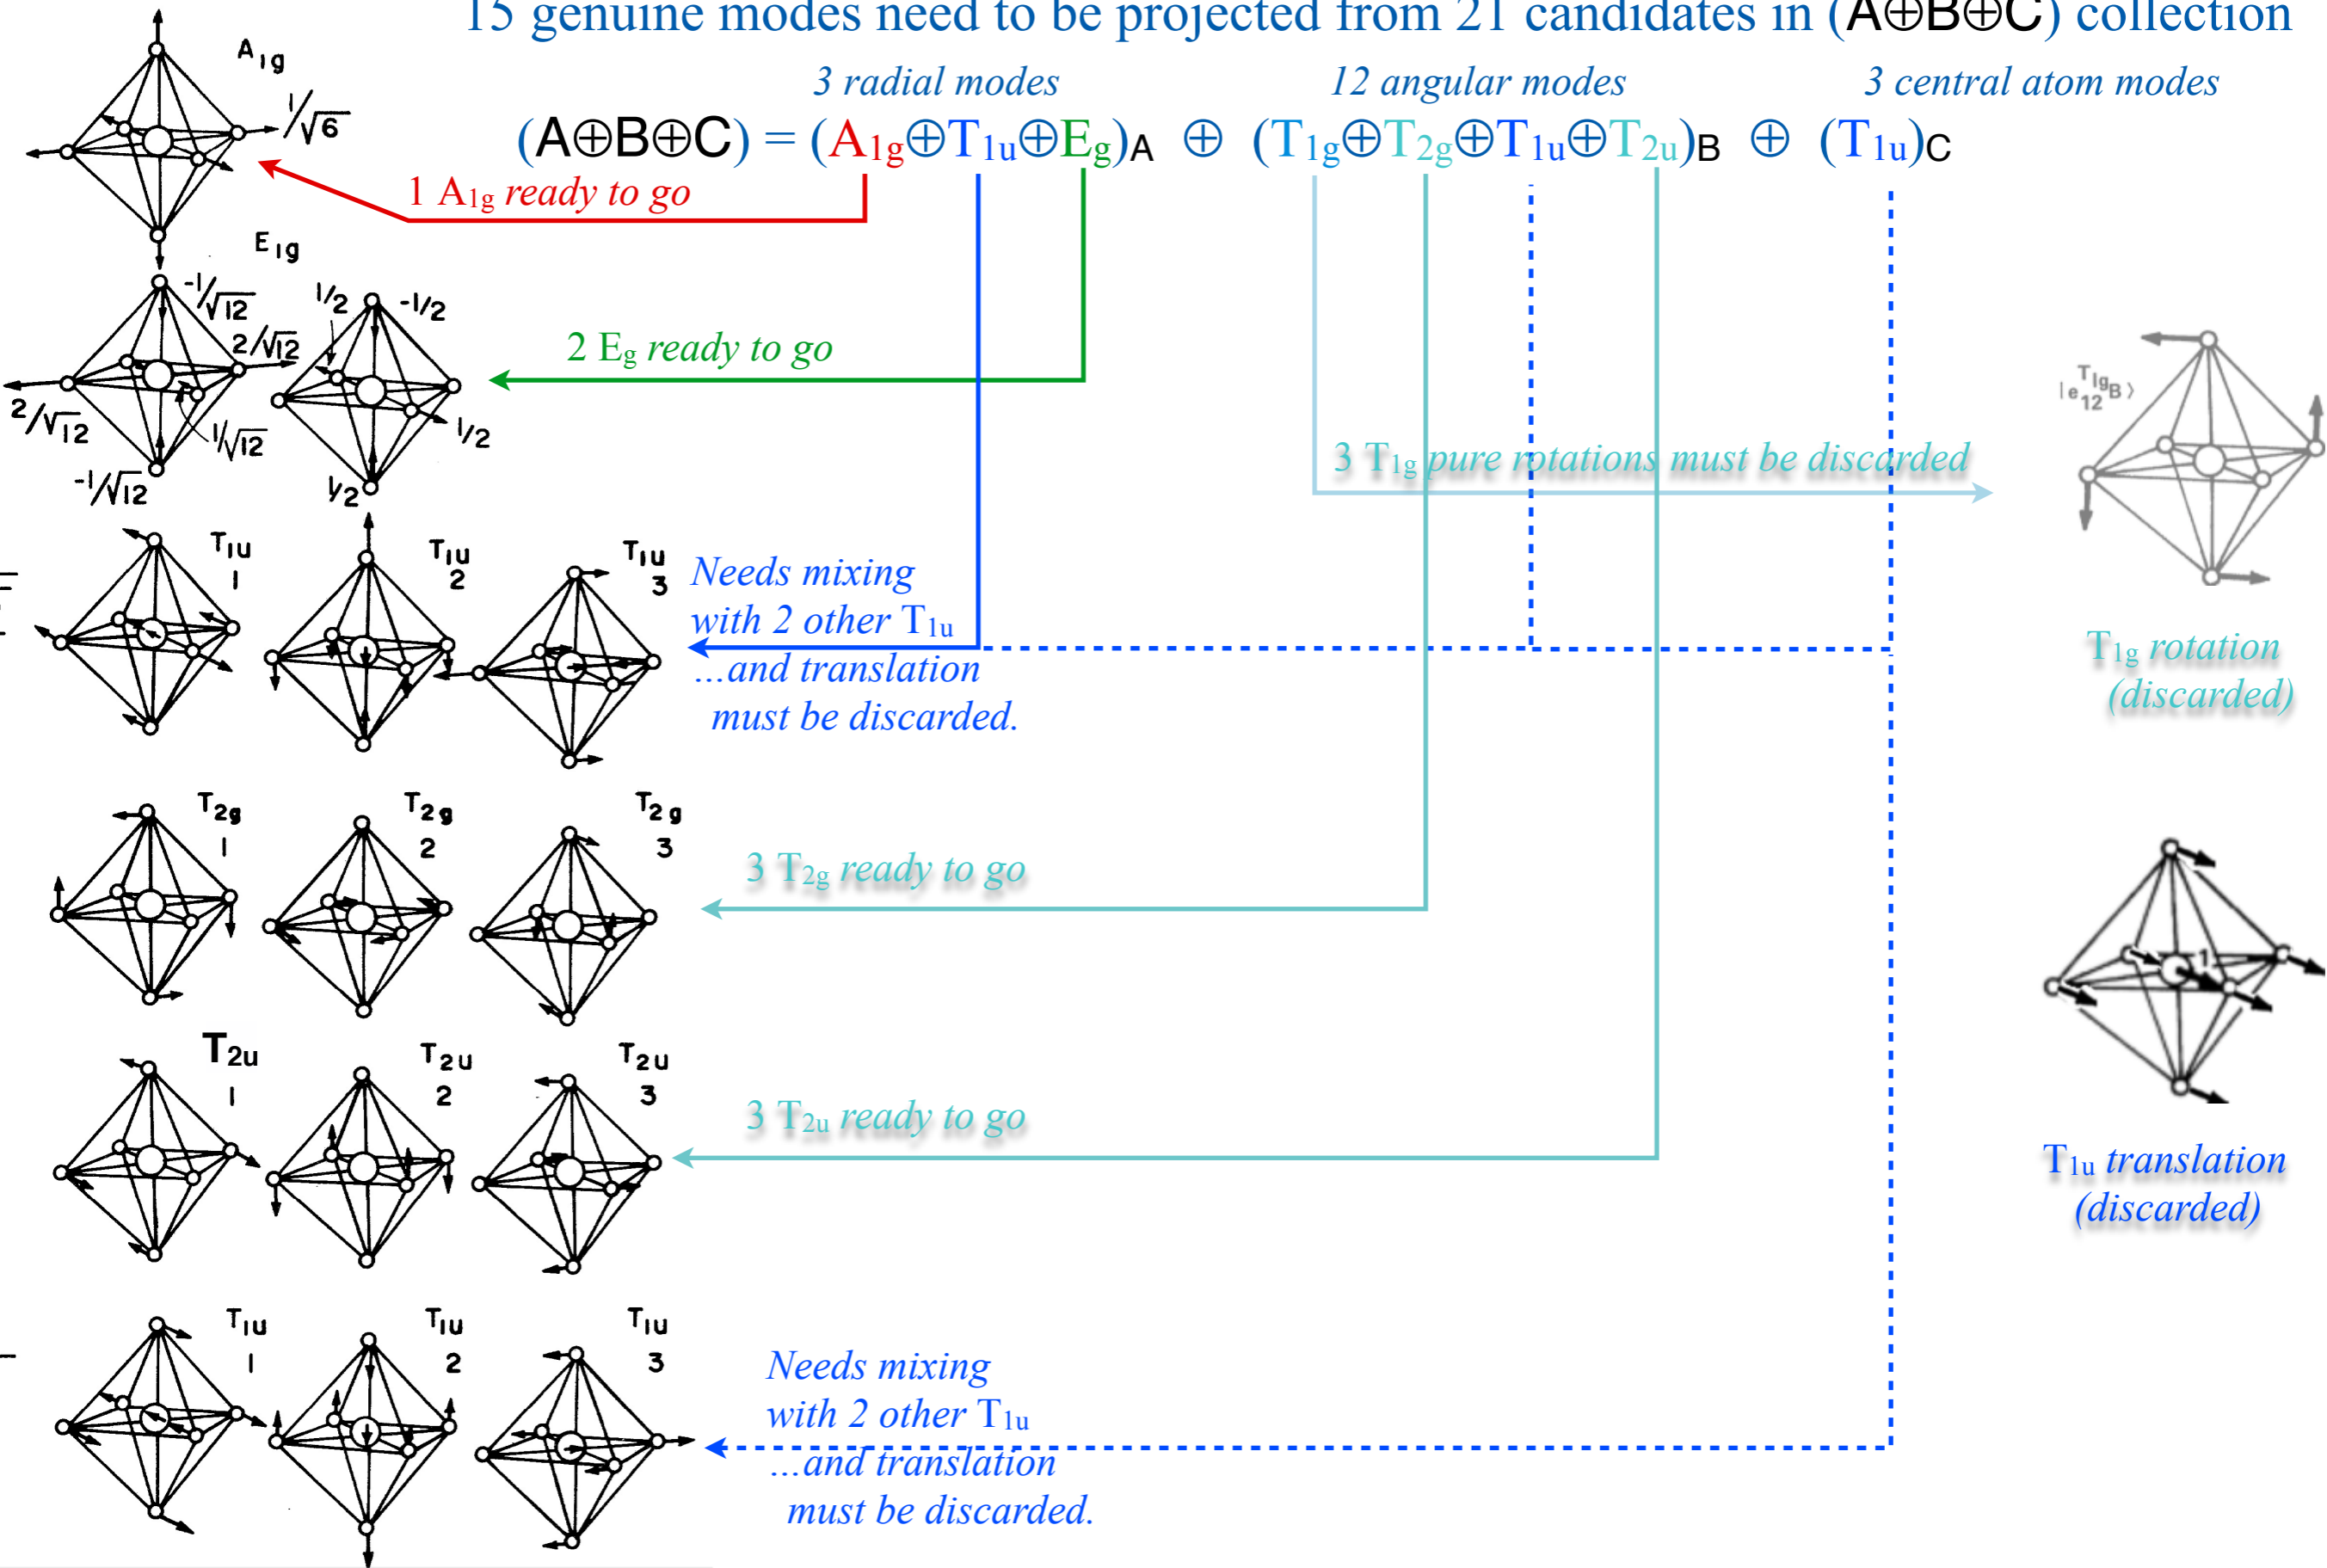 15 genuine modes need to be projected from 21 candidates in (A⊕B⊕C) collection
3 radial modes
12 angular modes
3 central atom modes
(A⊕B⊕C) = (A1g⊕T1u⊕Eg)A ⊕ (T1g⊕T2g⊕T1u⊕T2u)B ⊕ (T1u)C
A1g
1/√6
1 A1g ready to go
E1g
-1/√12
2/√12
2/√12
1/√12
-1/√12
1/2
-1/2
1/2
1/2
2 Eg ready to go
3 T1g pure rotations must be discarded
|e T1g B 12⟩
T1g rotation
(discarded)
T1u
1
T1u
2
T1u
3
Needs mixing
with 2 other T1u
...and translation
must be discarded.
T2g
1
T2g
2
T2g
3
3 T2g ready to go
1
T1u translation
(discarded)
T2u
1
T2u
2
T2u
3
3 T2u ready to go
T1u
1
T1u
2
T1u
3
Needs mixing
with 2 other T1u
...and translation
must be discarded.